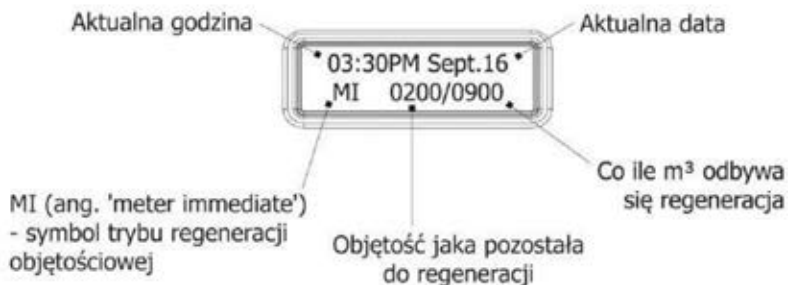 Aktualna godzina
Aktualna data
03:30PM Sept.16
MI 0200/0900
Co ile m³ odbywa
się regeneracja
MI (ang. 'meter immediate')
- symbol trybu regeneracji
objętościowej
Objętość jaka pozostała
do regeneracji